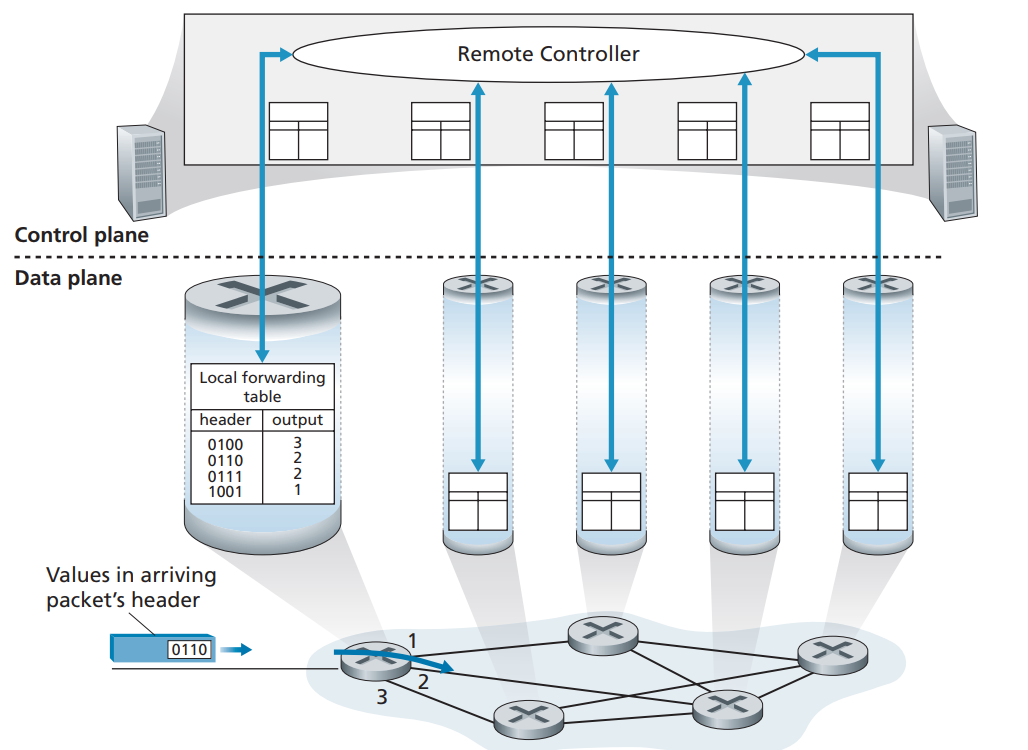 Remote Controller
Control plane
Data plane
Local forwarding
table
header output
0100 3
0110 2
0111 2
1001 1
Values in arriving
packet's header
0110
1
2
3